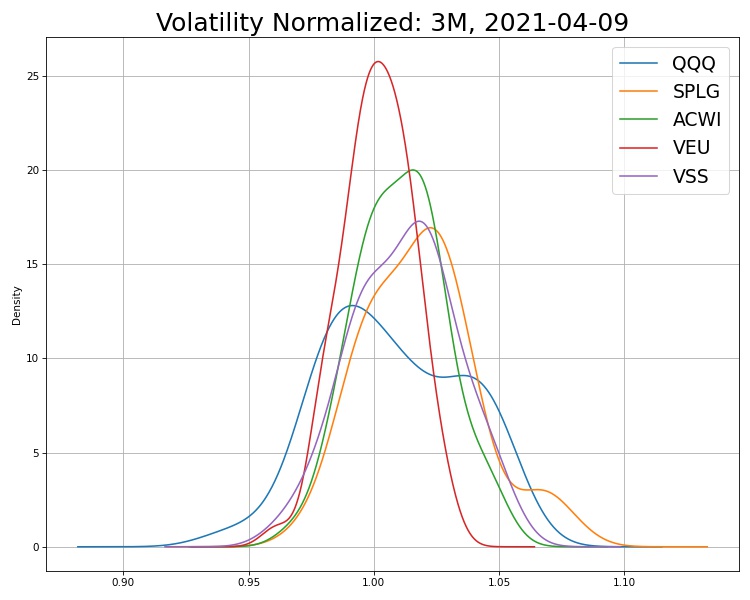 Volatility Normalized: 3M, 2021-04-09
QQQ
SPLG
ACWI
VEU
VSS
25
20
15
10
5
0
Density
0.90
0.95
1.00
1.05
1.10